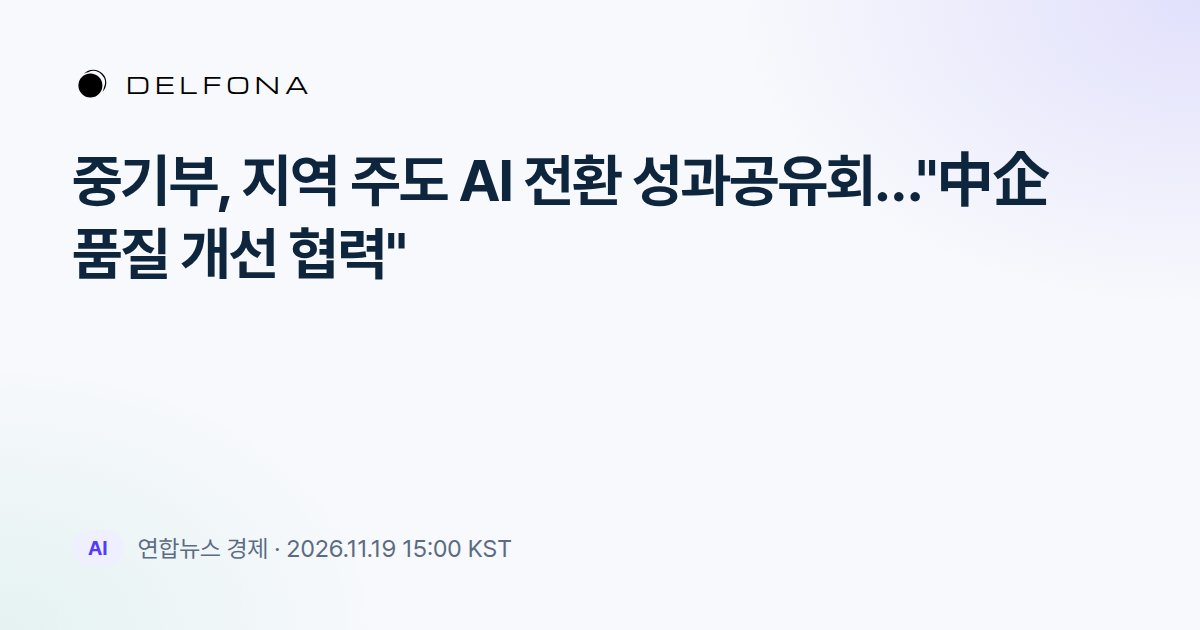 DELFONA
중기부, 지역 주도 AI 전환 성과공유회…"中企
품질 개선 협력"
AI 연합뉴스 경제 · 2026.11.19 15:00 KST